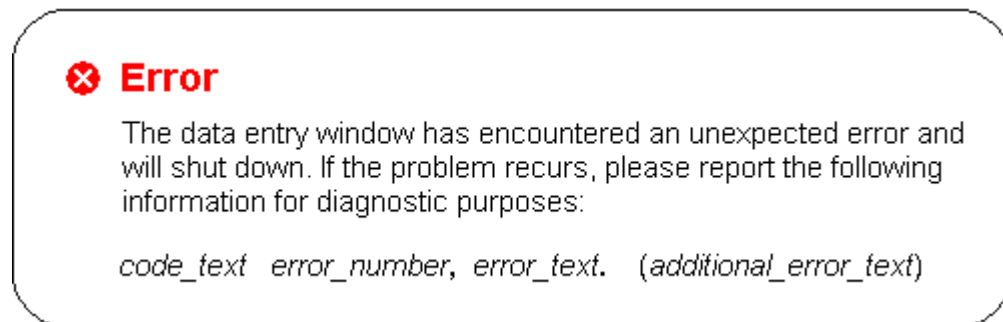 Error
The data entry window has encountered an unexpected error and
will shut down. If the problem recurs, please report the following
information for diagnostic purposes:
code_text error_number, error_text. (additional_error_text)